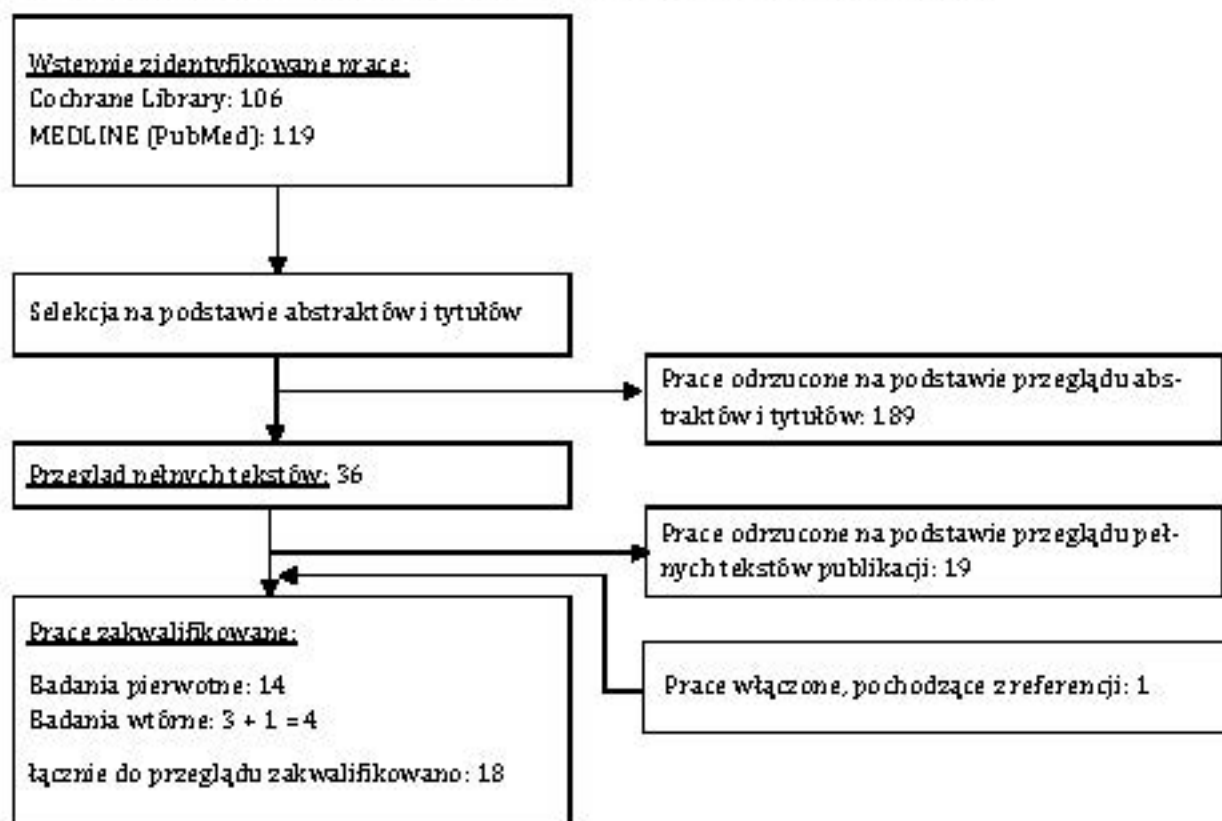 Wstępnie zidentyfikowane prace:
Cochrane Library: 106
MEDLINE (PubMed): 119
Selekcja na podstawie abstraktów i tytułów
Prace odrzucone na podstawie przeglądu abs-
traktów i tytułów: 189
Przegląd pełnych tekstów: 36
Prace odrzucone na podstawie przeglądu peł-
nych tekstów publikacji: 19
Prace zakwalifikowane:
Badania pierwotne: 14
Badania wtórne: 3 + 1 = 4
Prace włączone, pochodzące z referencji: 1
łącznie do przeglądu zakwalifikowano: 18